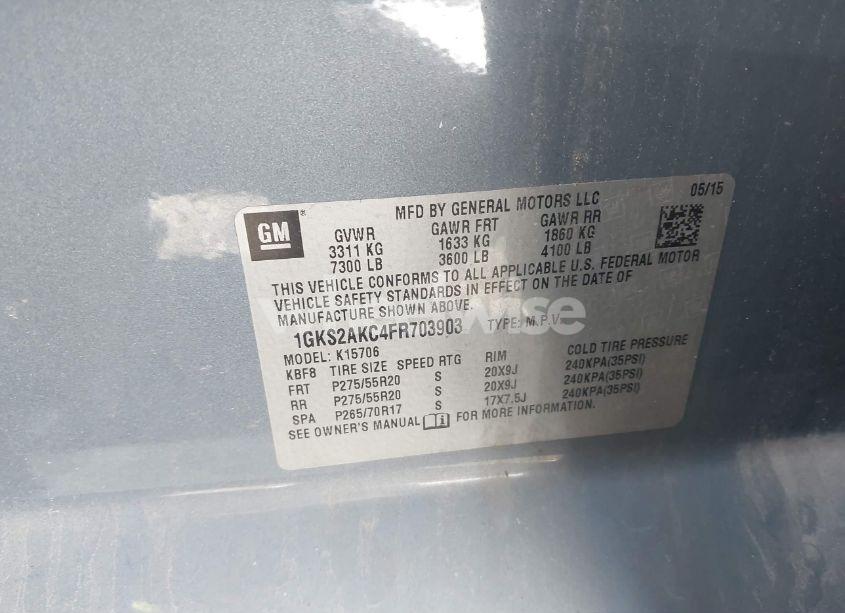 GM®
MFD BY GENERAL MOTORS LLC 05/15
GVWR GAWR FRT GAWR RR
3311 KG 1633 KG 1860 KG
7300 LB 3600 LB 4100 LB
THIS VEHICLE CONFORMS TO ALL APPLICABLE U.S. FEDERAL MOTOR
VEHICLE SAFETY STANDARDS IN EFFECT ON THE DATE OF
MANUFACTURE SHOWN ABOVE.
1GKS2AKC4FR703903 TYPE: M.P.V
MODEL: K15706
KBF8 TIRE SIZE SPEED RTG RIM COLD TIRE PRESSURE
FRT P275/55R20 S 20X9J 240KPA(35PSI)
RR P275/55R20 S 20X9J 240KPA(35PSI)
SPA P265/70R17 S 17X7.5J 240KPA(35PSI)
SEE OWNER'S MANUAL FOR MORE INFORMATION.